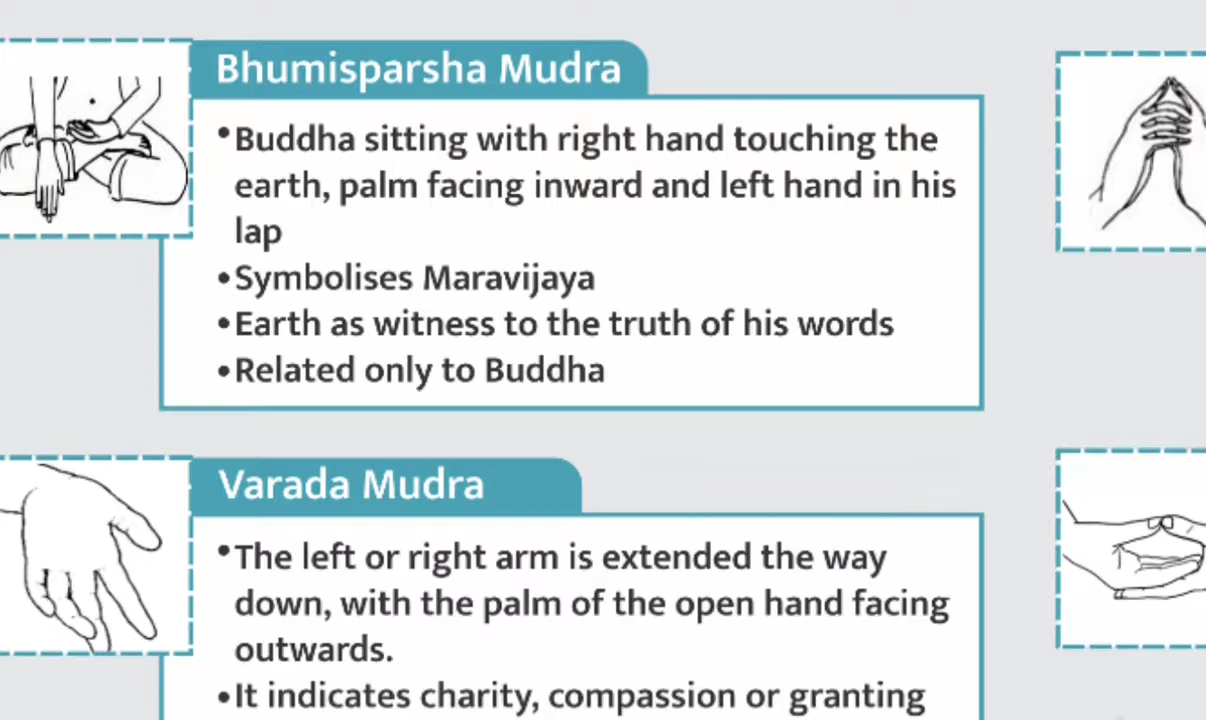 Bhumisparsha Mudra
•Buddha sitting with right hand touching the
earth, palm facing inward and left hand in his
lap
•Symbolises Maravijaya
•Earth as witness to the truth of his words
•Related only to Buddha
Varada Mudra
•The left or right arm is extended the way
down, with the palm of the open hand facing
outwards.
•It indicates charity, compassion or granting